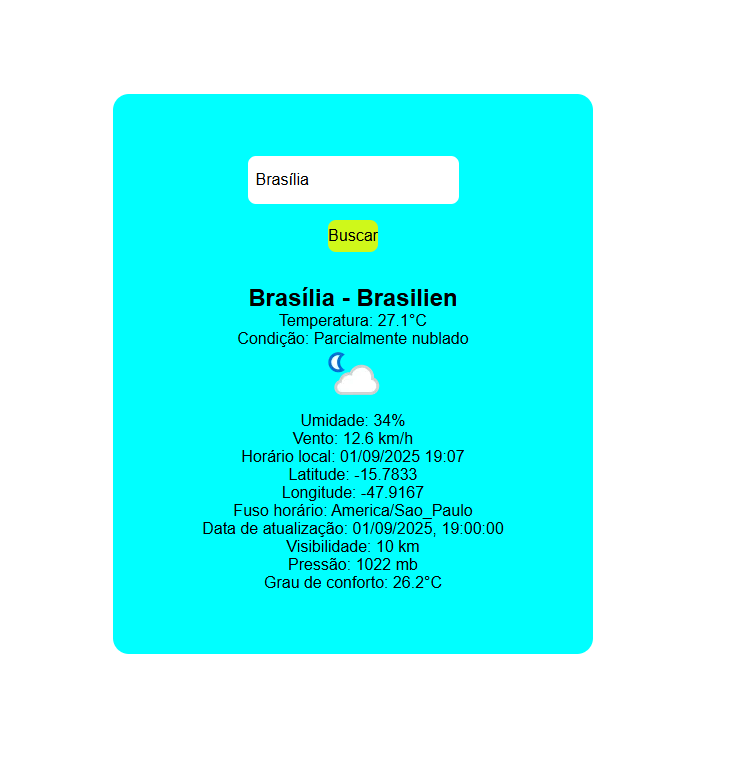 Brasília
Buscar
Brasília - Brasilien
Temperatura: 27.1°C
Condição: Parcialmente nublado
Umidade: 34%
Vento: 12.6 km/h
Horário local: 01/09/2025 19:07
Latitude: -15.7833
Longitude: -47.9167
Fuso horário: America/Sao_Paulo
Data de atualização: 01/09/2025, 19:00:00
Visibilidade: 10 km
Pressão: 1022 mb
Grau de conforto: 26.2°C